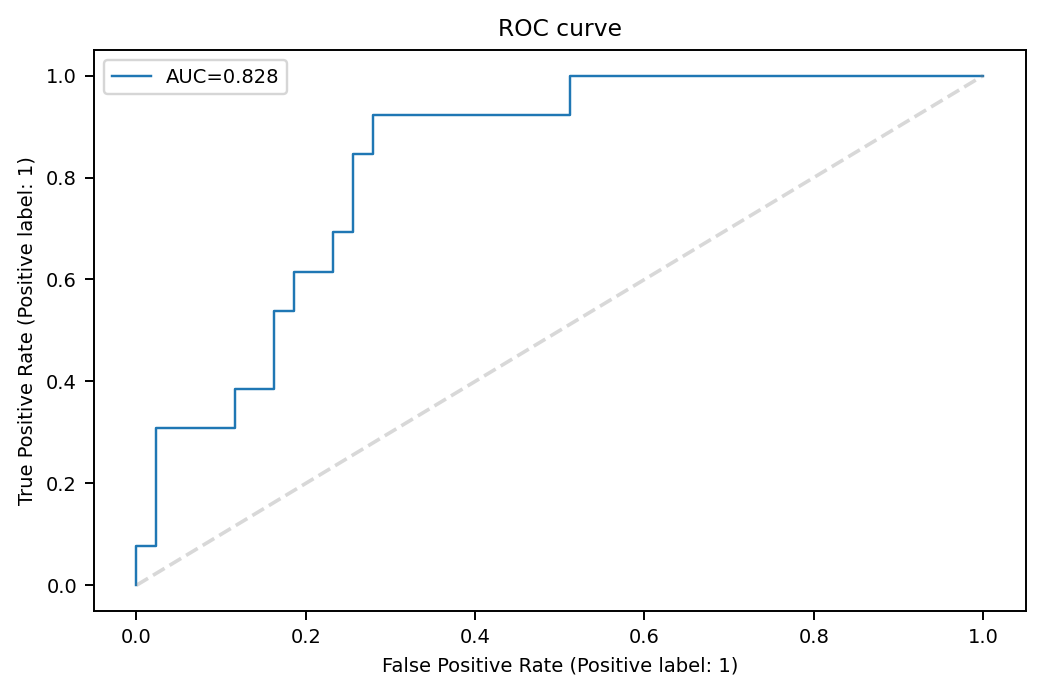 ROC curve
AUC=0.828
True Positive Rate (Positive label: 1)
1.0
0.8
0.6
0.4
0.2
0.0
0.0 0.2 0.4 0.6 0.8 1.0
False Positive Rate (Positive label: 1)